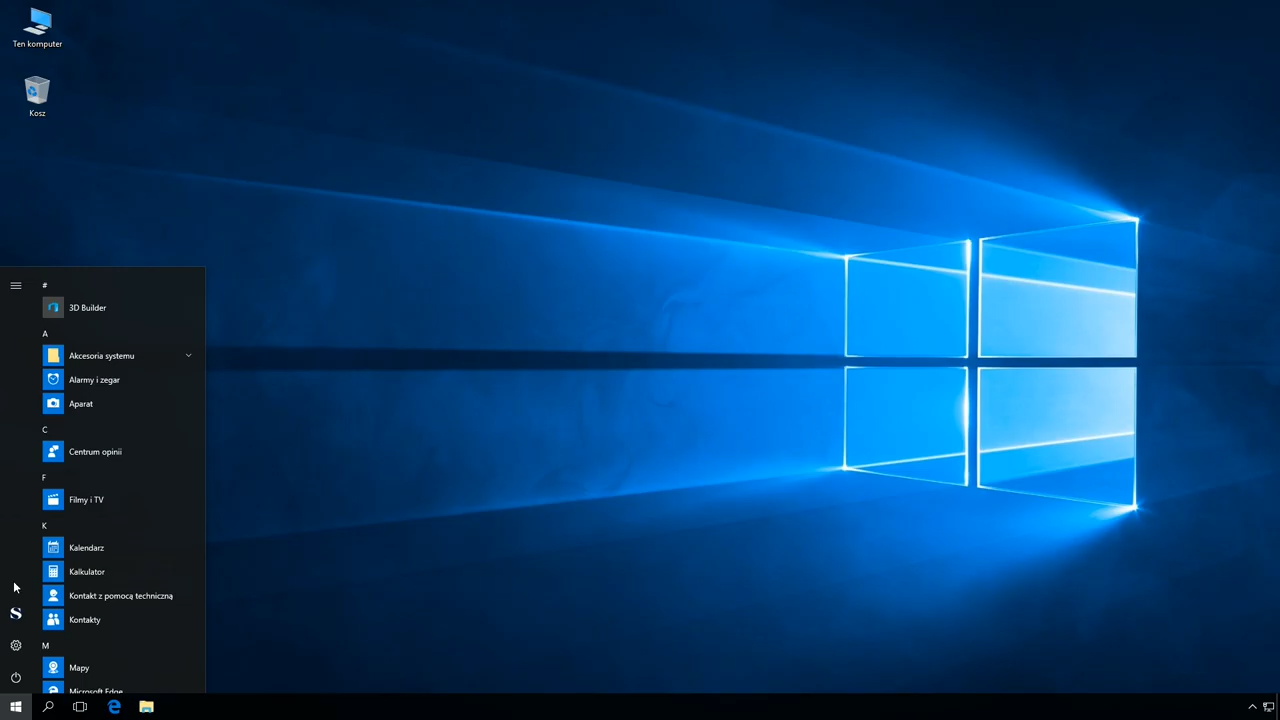 Ten komputer
Kosz
#
3D Builder
A
Akcesoria systemu
Alarmy i zegar
Aparat
C
Centrum opinii
F
Filmy i TV
K
Kalendarz
Kalkulator
Kontakt z pomocą techniczną
Kontakty
M
Mapy
Microsoft Edge